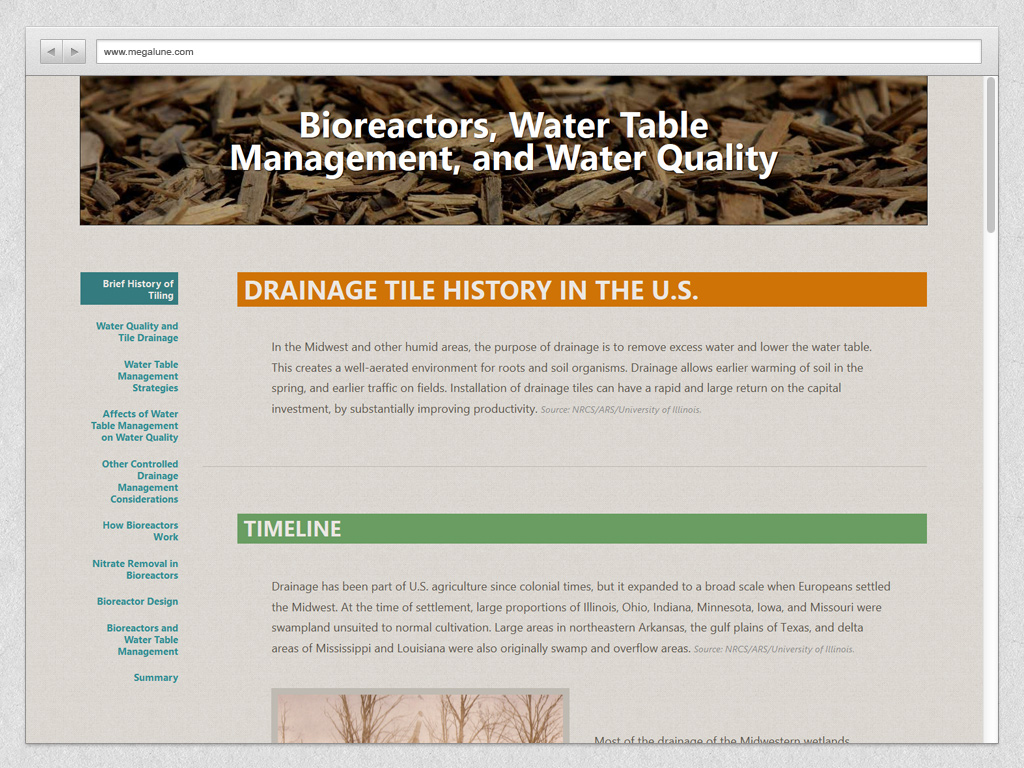 www.megalune.com
Bioreactors, Water Table
Management, and Water Quality
Brief History of
Tiling
Water Quality and
Tile Drainage
Water Table
Management
Strategies
Affects of Water
Table Management
on Water Quality
Other Controlled
Drainage
Management
Considerations
How Bioreactors
Work
Nitrate Removal in
Bioreactors
Bioreactor Design
Bioreactors and
Water Table
Management
Summary
DRAINAGE TILE HISTORY IN THE U.S.
In the Midwest and other humid areas, the purpose of drainage is to remove excess water and lower the water table.
This creates a well-aerated environment for roots and soil organisms. Drainage allows earlier warming of soil in the
spring, and earlier traffic on fields. Installation of drainage tiles can have a rapid and large return on the capital
investment, by substantially improving productivity. Source: NRCS/ARS/University of Illinois.
TIMELINE
Drainage has been part of U.S. agriculture since colonial times, but it expanded to a broad scale when Europeans settled
the Midwest. At the time of settlement, large proportions of Illinois, Ohio, Indiana, Minnesota, Iowa, and Missouri were
swampland unsuited to normal cultivation. Large areas in northeastern Arkansas, the gulf plains of Texas, and delta
areas of Mississippi and Louisiana were also originally swamp and overflow areas. Source: NRCS/ARS/University of Illinois.
Most of the drainage of the Midwestern wetlands